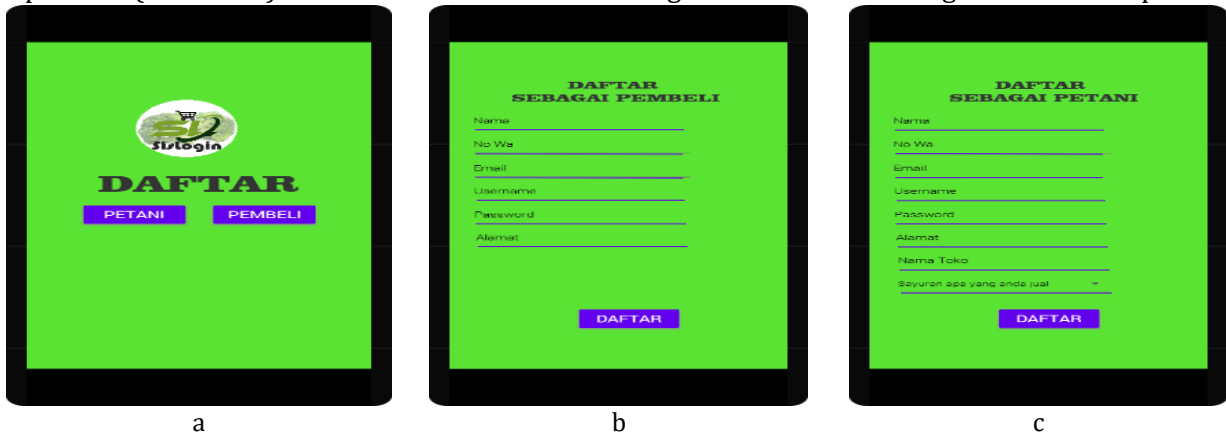 SisLogin
DAFTAR
PETANI PEMBELI
a
DAFTAR
SEBAGAI PEMBELI
Nama
No Wa
Email
Username
Password
Alamat
DAFTAR
b
DAFTAR
SEBAGAI PETANI
Nama
No Wa
Email
Username
Password
Alamat
Nama Toko
Sayuran apa yang anda jual
DAFTAR
c